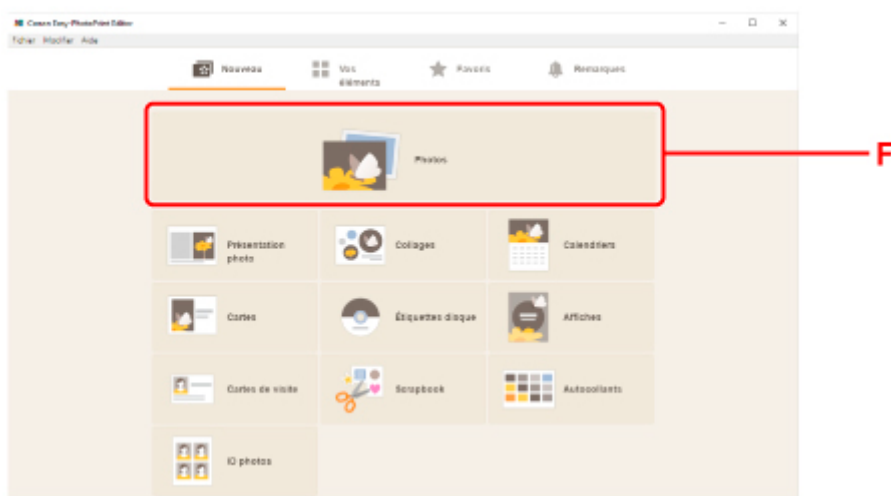 Canon Easy-PhotoPrint Editor
Fichier Modifier Aide
Nouveau
Vos
éléments
Favoris
Remarques
Photos
F
Présentation
photo
Collages
Calendriers
Cartes
Étiquettes disque
Affiches
Cartes de visite
Scrapbook
Autocollants
ID photos